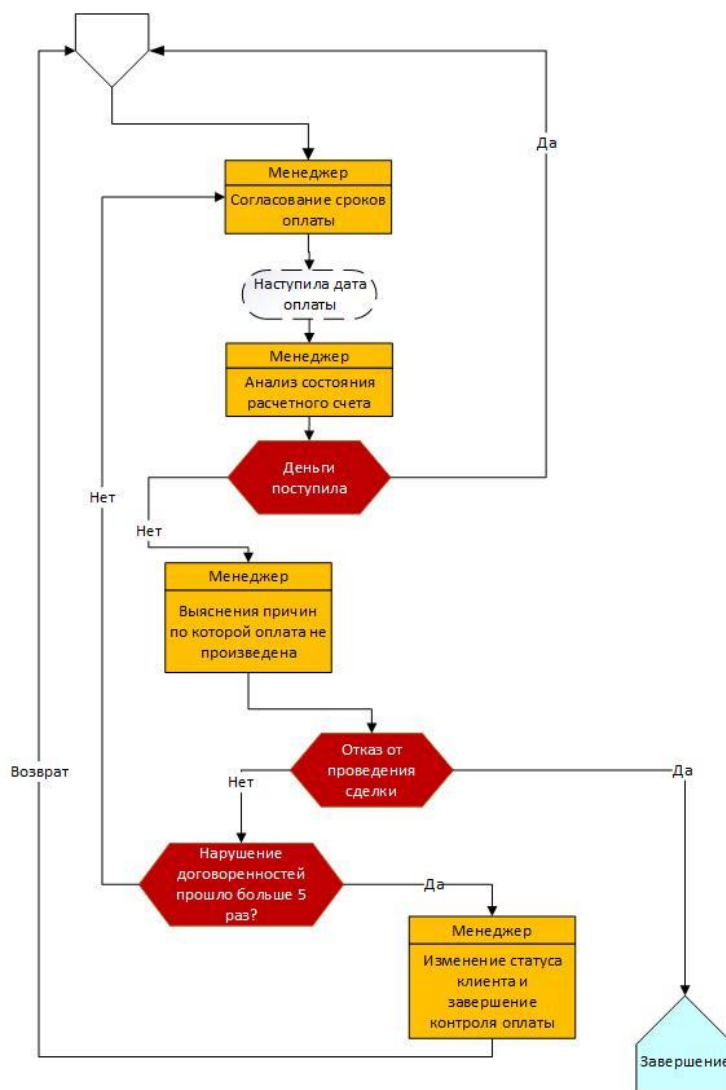 Да
Менеджер
Согласование сроков
оплаты
Наступила дата
оплаты
Менеджер
Анализ состояния
расчетного счета
Деньги
поступила
Нет
Нет
Менеджер
Выяснения причин
по которой оплата не
произведена
Отказ от
проведения
сделки
Возврат
Нет
Да
Нарушение
договоренностей
прошло больше 5
раз?
Да
Менеджер
Изменение статуса
клиента и
завершение
контроля оплаты
Завершение